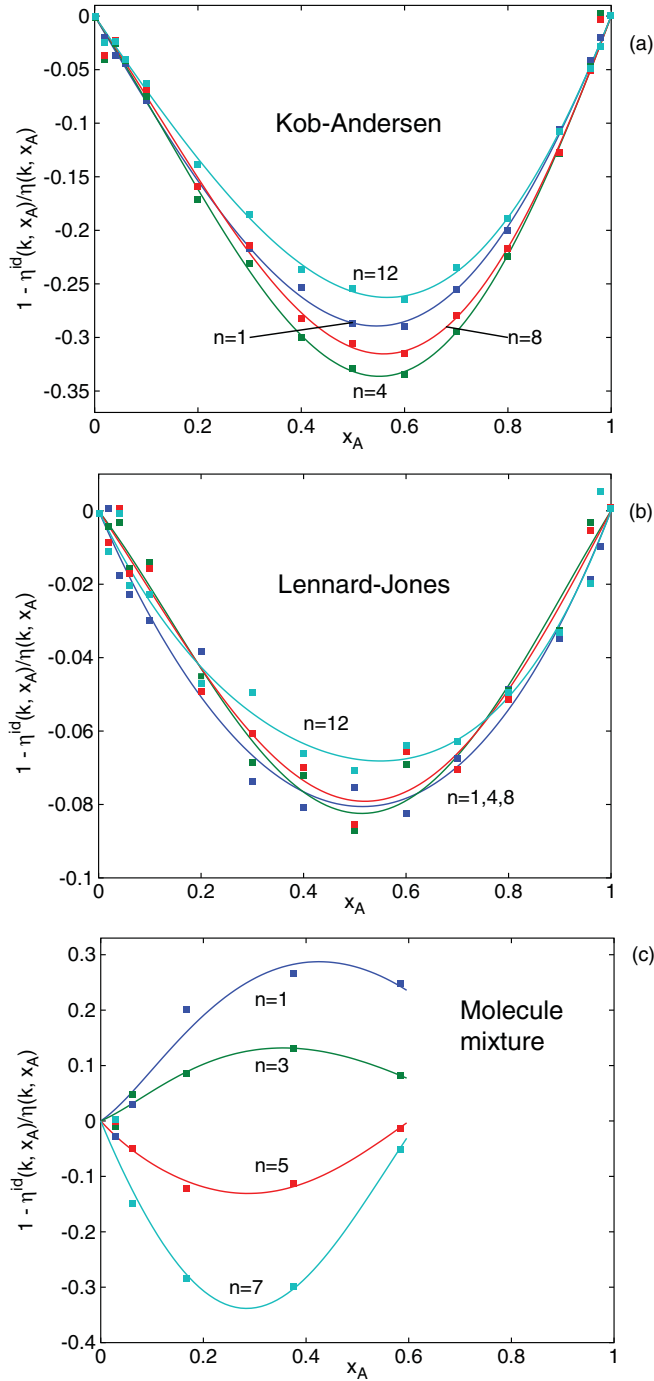 (a)
0
-0.05
-0.1
-0.15
-0.2
-0.25
-0.3
-0.35
1 - η^id(k, x_A)/η(k, x_A)
Kob-Andersen
n=12
n=1
n=8
n=4
0 0.2 0.4 0.6 0.8 1
x_A
(b)
0
-0.02
-0.04
-0.06
-0.08
-0.1
1 - η^id(k, x_A)/η(k, x_A)
Lennard-Jones
n=12
n=1,4,8
0 0.2 0.4 0.6 0.8 1
x_A
(c)
0.3
0.2
0.1
0
-0.1
-0.2
-0.3
-0.4
1 - η^id(k, x_A)/η(k, x_A)
n=1
Molecule
mixture
n=3
n=5
n=7
0 0.2 0.4 0.6 0.8 1
x_A